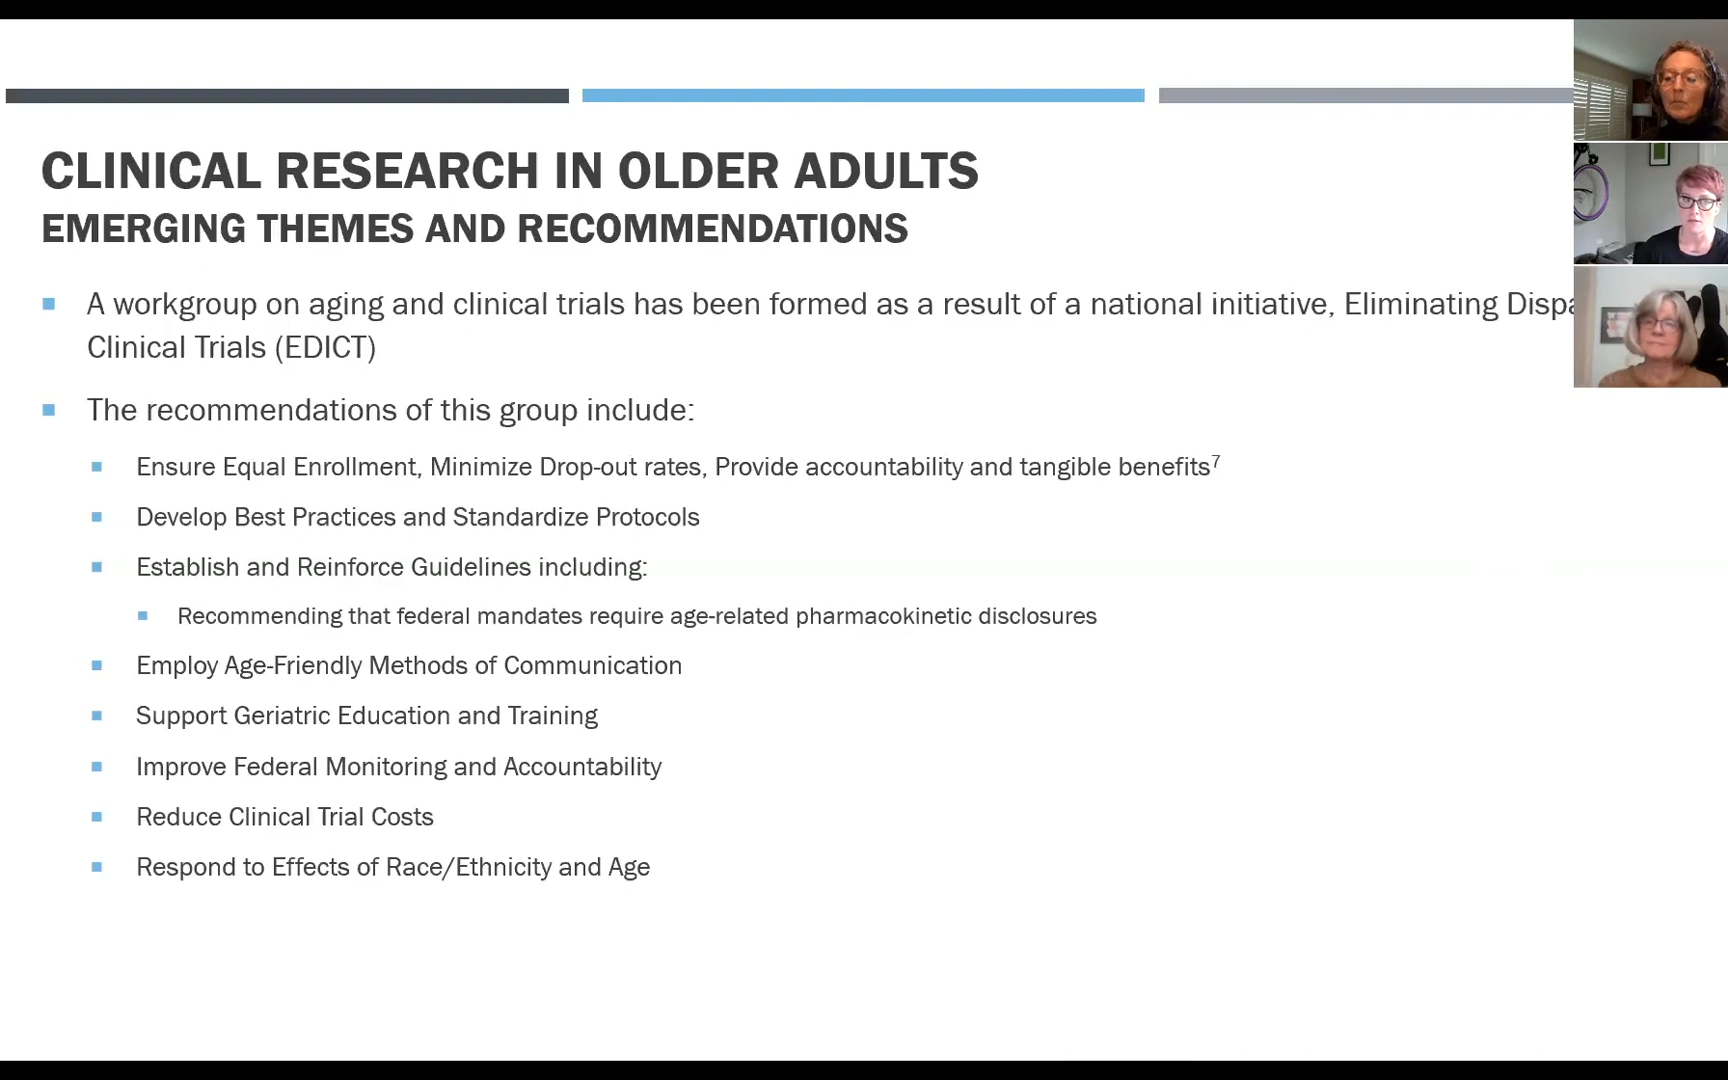 CLINICAL RESEARCH IN OLDER ADULTS
EMERGING THEMES AND RECOMMENDATIONS
A workgroup on aging and clinical trials has been formed as a result of a national initiative, Eliminating
Clinical Trials (EDICT)
The recommendations of this group include:
Ensure Equal Enrollment, Minimize Drop-out rates, Provide accountability and tangible benefits⁷
Develop Best Practices and Standardize Protocols
Establish and Reinforce Guidelines including:
Recommending that federal mandates require age-related pharmacokinetic disclosures
Employ Age-Friendly Methods of Communication
Support Geriatric Education and Training
Improve Federal Monitoring and Accountability
Reduce Clinical Trial Costs
Respond to Effects of Race/Ethnicity and Age